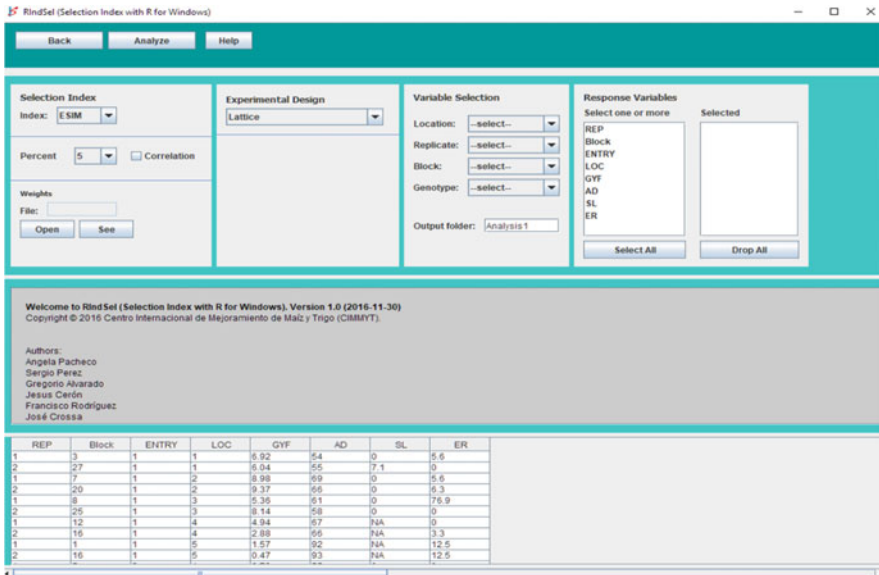 RIndSel (Selection Index with R for Windows)
Back Analyze Help
Selection Index
Index: ESIM
Percent 5 Correlation
Weights
File:
Open See
Experimental Design
Lattice
Variable Selection
Location: --select--
Replicate: --select--
Block: --select--
Genotype: --select--
Output folder: Analysis1
Response Variables
Select one or more Selected
REP
Block
ENTRY
LOC
GYF
AD
SL
ER
Select All Drop All
Welcome to RIndSel (Selection Index with R for Windows). Version 1.0 (2016-11-30)
Copyright © 2016 Centro Internacional de Mejoramiento de Maíz y Trigo (CIMMYT).
Authors:
Angela Pacheco
Sergio Perez
Gregorio Alvarado
Jesus Cerón
Francisco Rodríguez
José Crossa
REP Block ENTRY LOC GYF AD SL ER
1 3 1 1 6.92 54 0 5.6
2 27 1 1 6.04 55 7.1 0
1 7 1 2 8.98 69 0 5.6
2 20 1 2 9.37 66 0 6.3
1 8 1 3 5.36 61 0 76.9
2 25 1 3 8.14 58 0 0
1 12 1 4 4.94 67 NA 0
2 16 1 4 2.88 66 NA 3.3
1 1 1 5 1.57 92 NA 12.5
2 16 1 5 0.47 93 NA 12.5